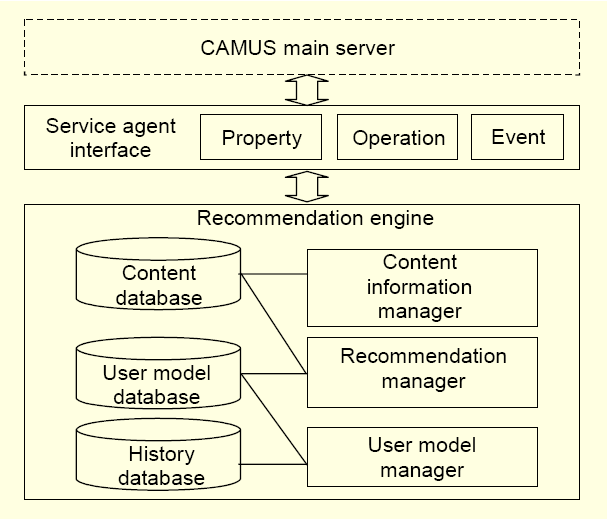 CAMUS main server
Service agent
interface
Property
Operation
Event
Recommendation engine
Content
database
Content
information
manager
User model
database
Recommendation
manager
History
database
User model
manager